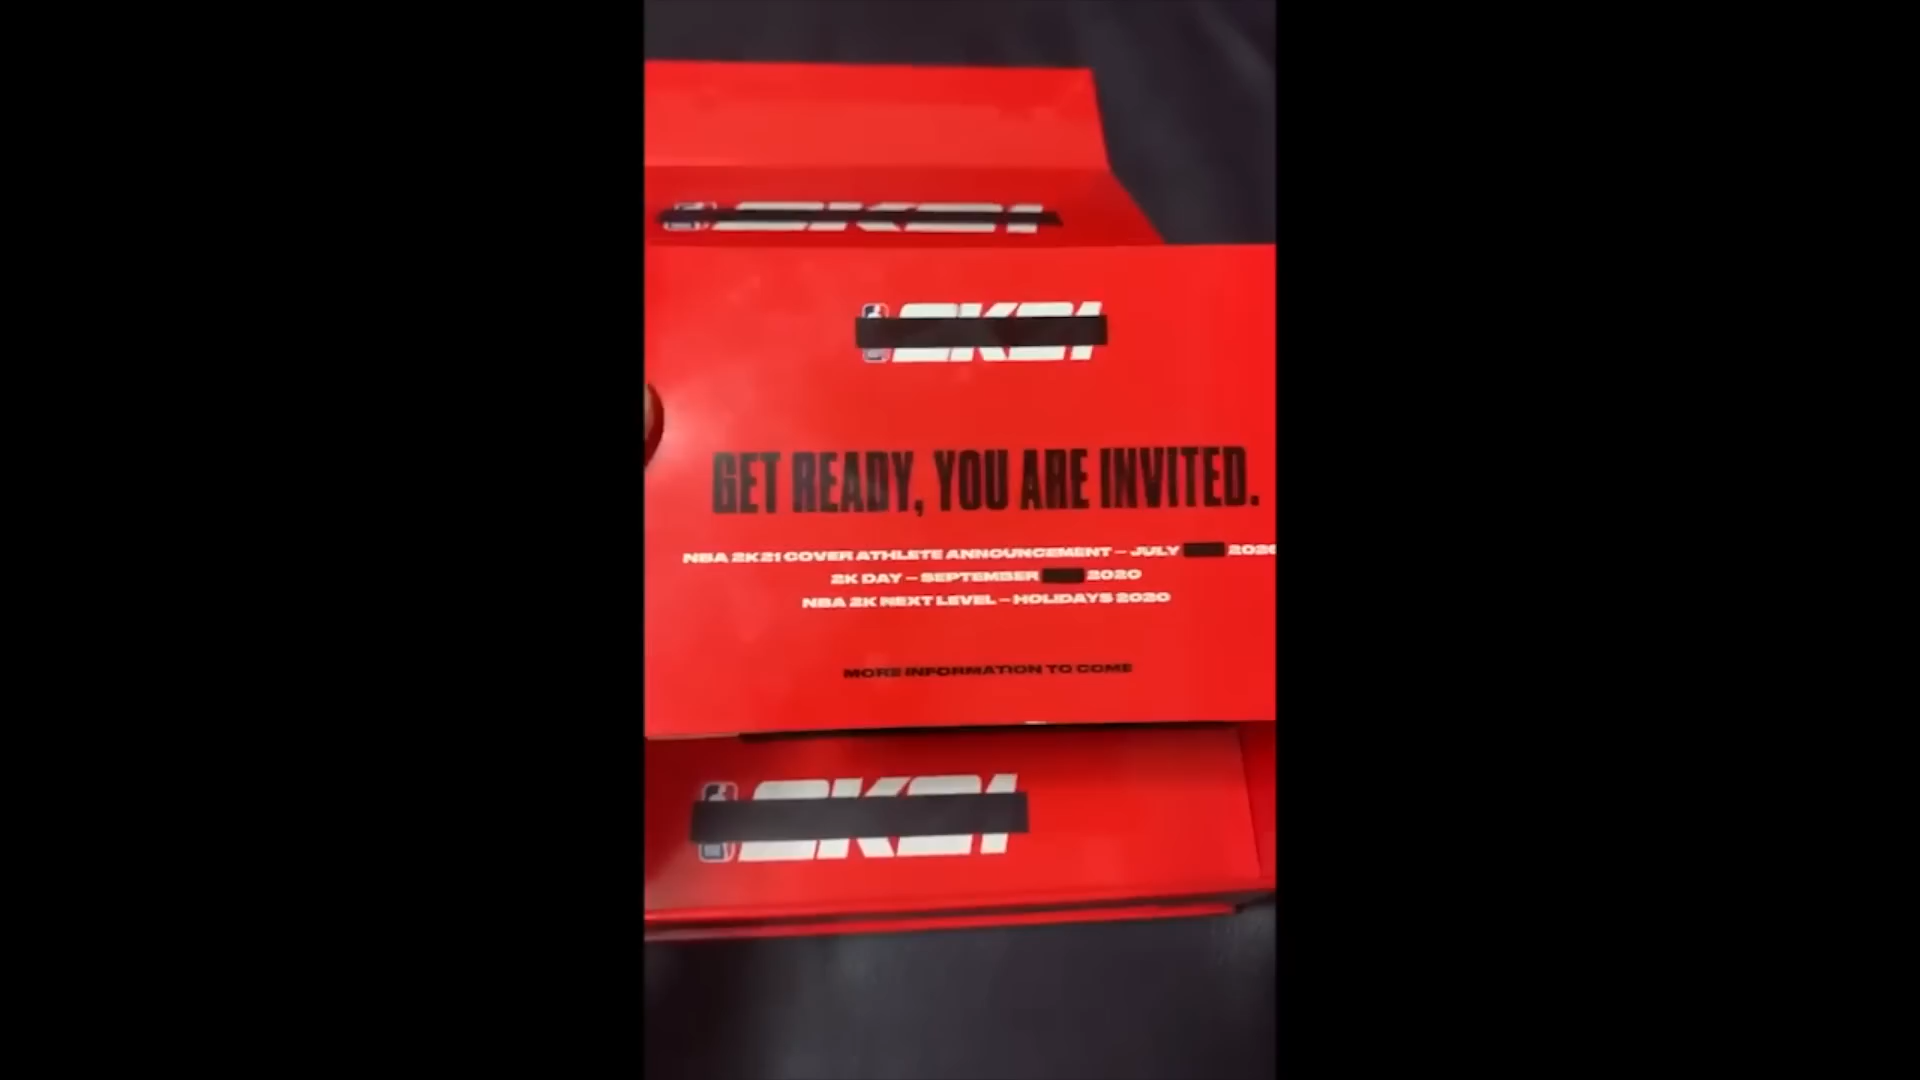 2K21
2K21
GET READY, YOU ARE INVITED.
NBA 2K21 COVER ATHLETE ANNOUNCEMENT – JULY 2020
2K DAY – SEPTEMBER 2020
NBA 2K NEXT LEVEL – HOLIDAYS 2020
MORE INFORMATION TO COME
2K21